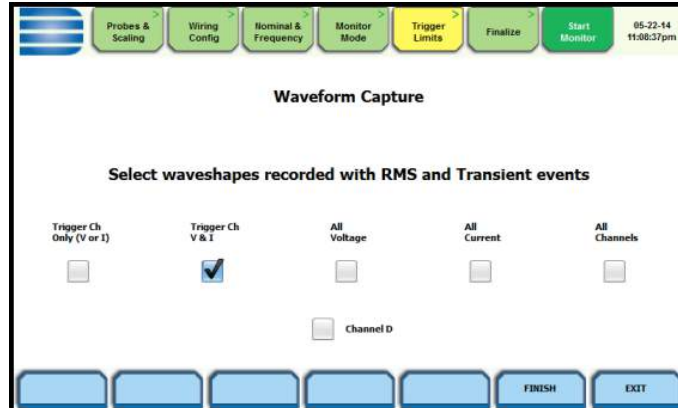 Probes &
Scaling
Wiring
Config
Nominal &
Frequency
Monitor
Mode
Trigger
Limits
Finalize
Start
Monitor
05-22-14
11:08:37pm
Waveform Capture
Select waveshapes recorded with RMS and Transient events
Trigger Ch
Only (V or I)
Trigger Ch
V & I
All
Voltage
All
Current
All
Channels
Channel D
FINISH
EXIT